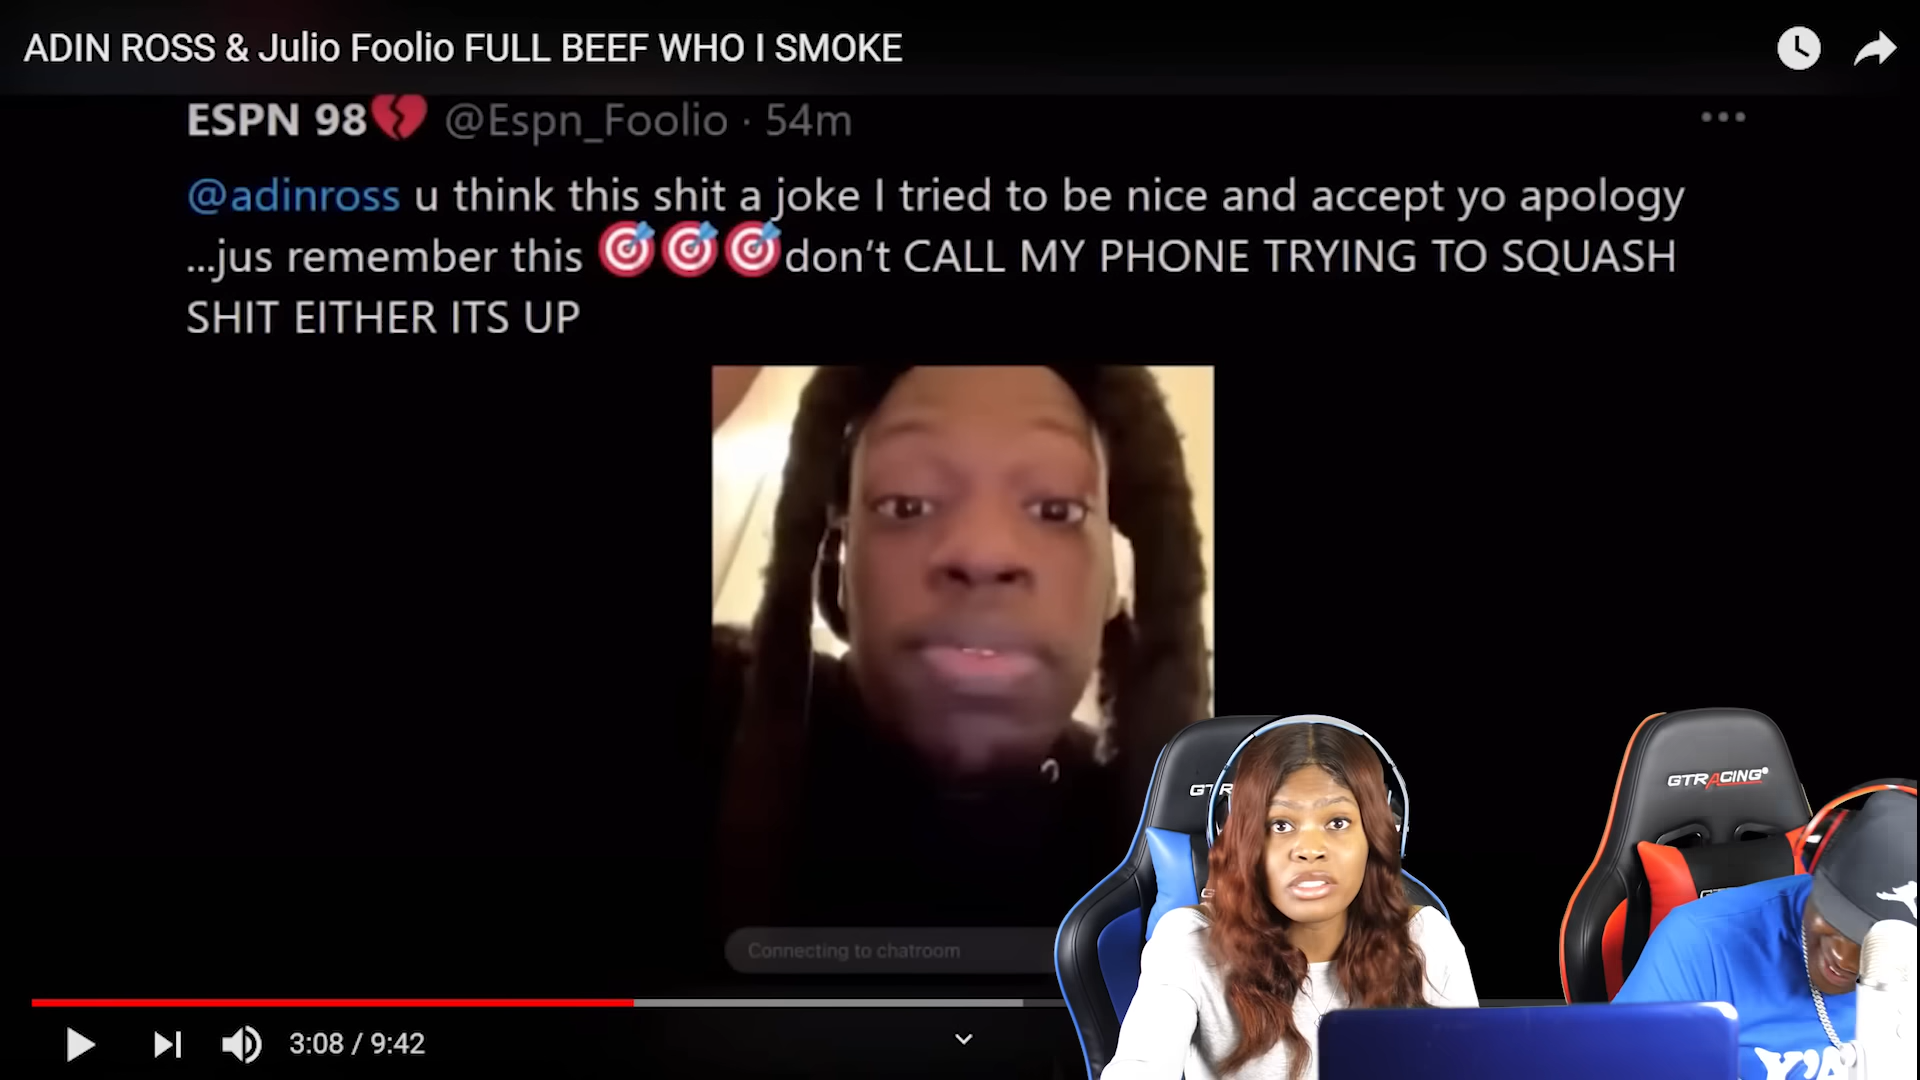 ADIN ROSS & Julio Foolio FULL BEEF WHO I SMOKE
ESPN 98💔 @Espn_Foolio · 54m
@adinross u think this shit a joke I tried to be nice and accept yo apology
...jus remember this 🎯🎯🎯don’t CALL MY PHONE TRYING TO SQUASH
SHIT EITHER ITS UP
GTRACING
Connecting to chatroom
3:08 / 9:42